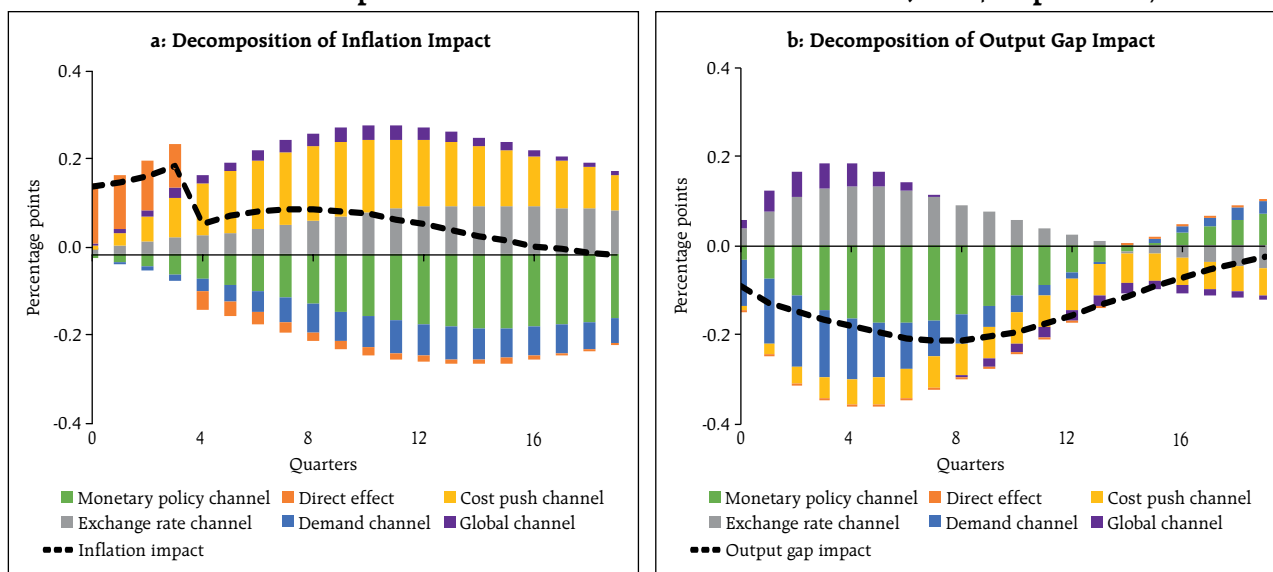 a: Decomposition of Inflation Impact
0.4
0.2
0.0
-0.2
-0.4
Percentage points
0 4 8 12 16
Quarters
Monetary policy channel Direct effect Cost push channel
Exchange rate channel Demand channel Global channel
Inflation impact
b: Decomposition of Output Gap Impact
0.4
0.2
0.0
-0.2
-0.4
Percentage points
0 4 8 12 16
Quarters
Monetary policy channel Direct effect Cost push channel
Exchange rate channel Demand channel Global channel
Output gap impact